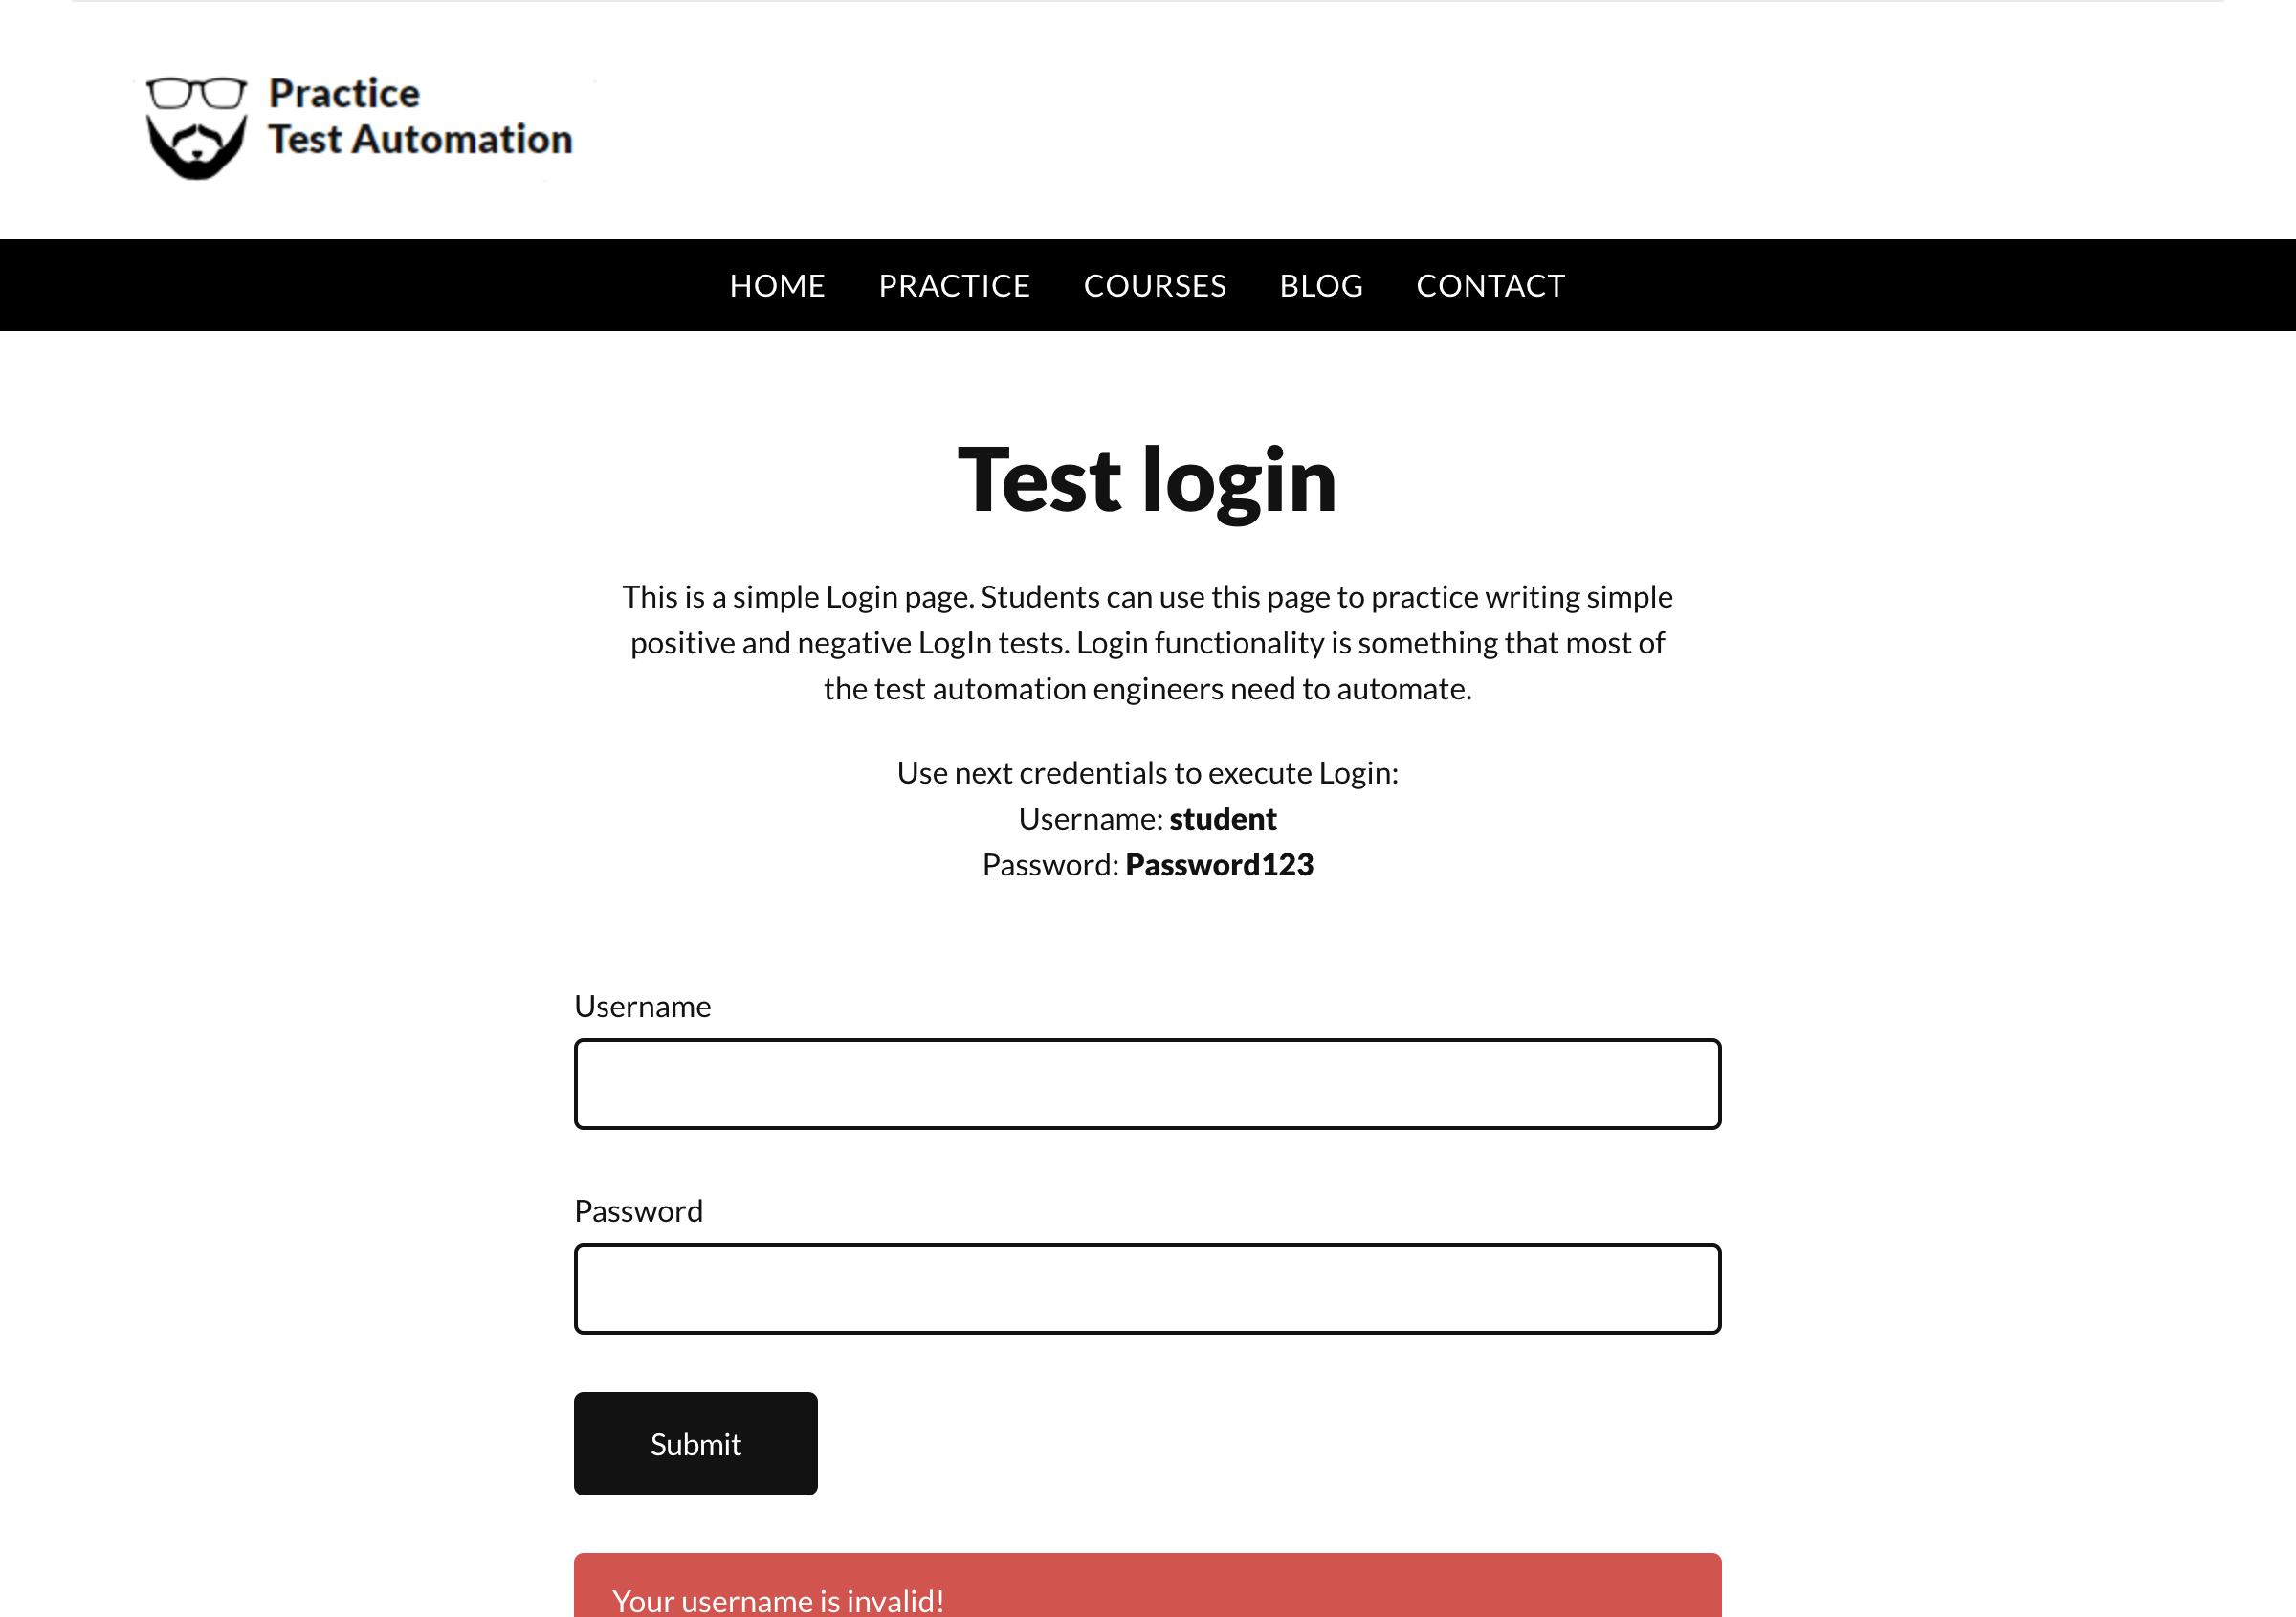 Practice
Test Automation
HOME PRACTICE COURSES BLOG CONTACT
Test login
This is a simple Login page. Students can use this page to practice writing simple
positive and negative LogIn tests. Login functionality is something that most of
the test automation engineers need to automate.
Use next credentials to execute Login:
Username: student
Password: Password123
Username
Password
Submit
Your username is invalid!